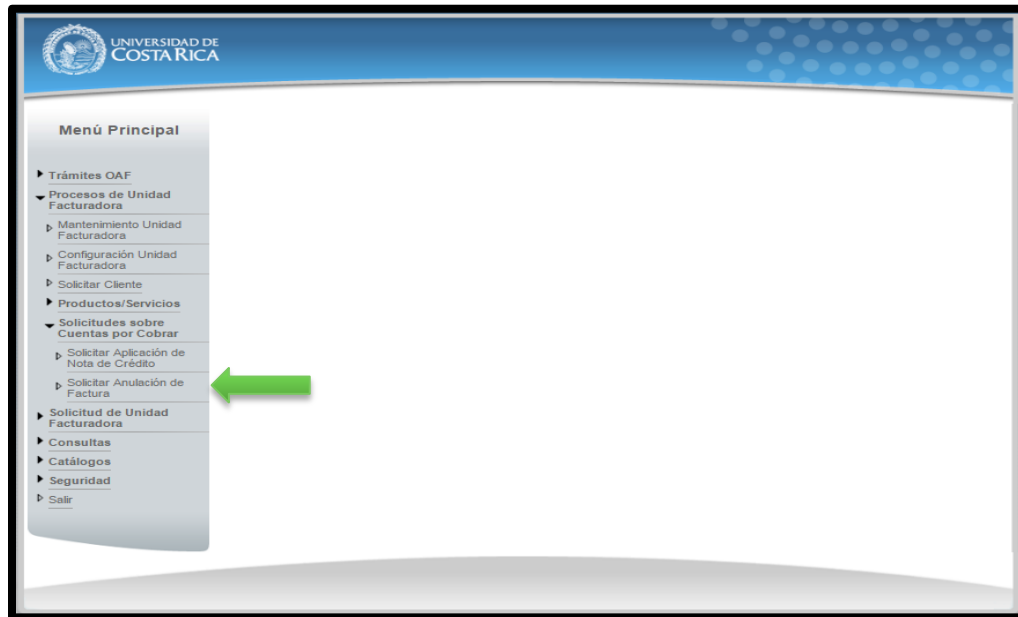 UNIVERSIDAD DE
COSTA RICA
Menú Principal
Trámites OAF
Procesos de Unidad
Facturadora
Mantenimiento Unidad
Facturadora
Configuración Unidad
Facturadora
Solicitar Cliente
Productos/Servicios
Solicitudes sobre
Cuentas por Cobrar
Solicitar Aplicación de
Nota de Crédito
Solicitar Anulación de
Factura
Solicitud de Unidad
Facturadora
Consultas
Catálogos
Seguridad
Salir